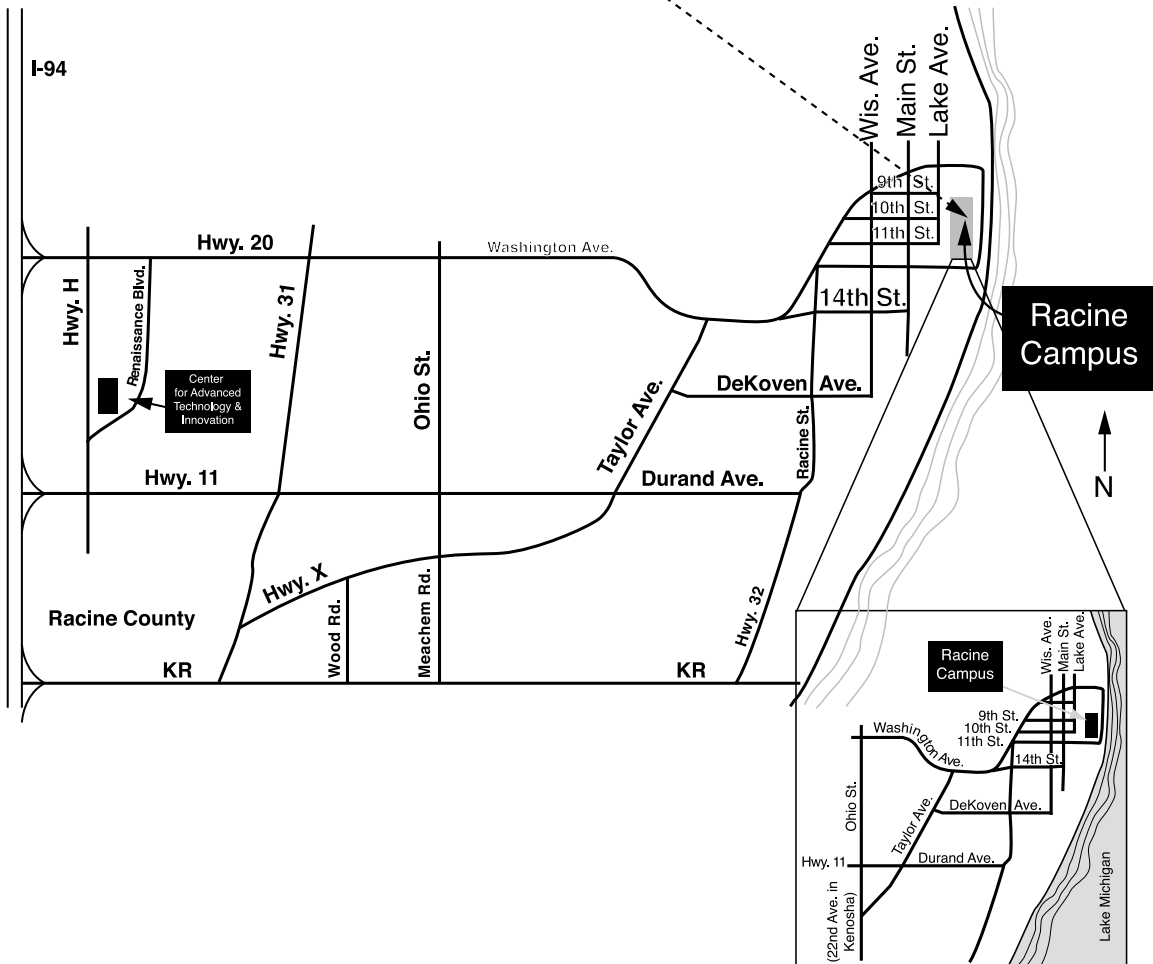 I-94
Wis. Ave.
Main St.
Lake Ave.
9th St.
10th St.
11th St.
Hwy. 20
Washington Ave.
Hwy. H
Renaissance Blvd.
Hwy. 31
Ohio St.
14th St.
Racine
Campus
Center
for Advanced
Technology &
Innovation
Taylor Ave.
DeKoven Ave.
Racine St.
N
Hwy. 11
Durand Ave.
Hwy. X
Racine County
Wood Rd.
Meachem Rd.
Hwy. 32
KR
KR
Racine
Campus
Wis. Ave.
Main St.
Lake Ave.
9th St.
10th St.
11th St.
Washington Ave.
14th St.
Ohio St.
DeKoven Ave.
Taylor Ave.
Hwy. 11
Durand Ave.
(22nd Ave. in
Kenosha)
Lake Michigan